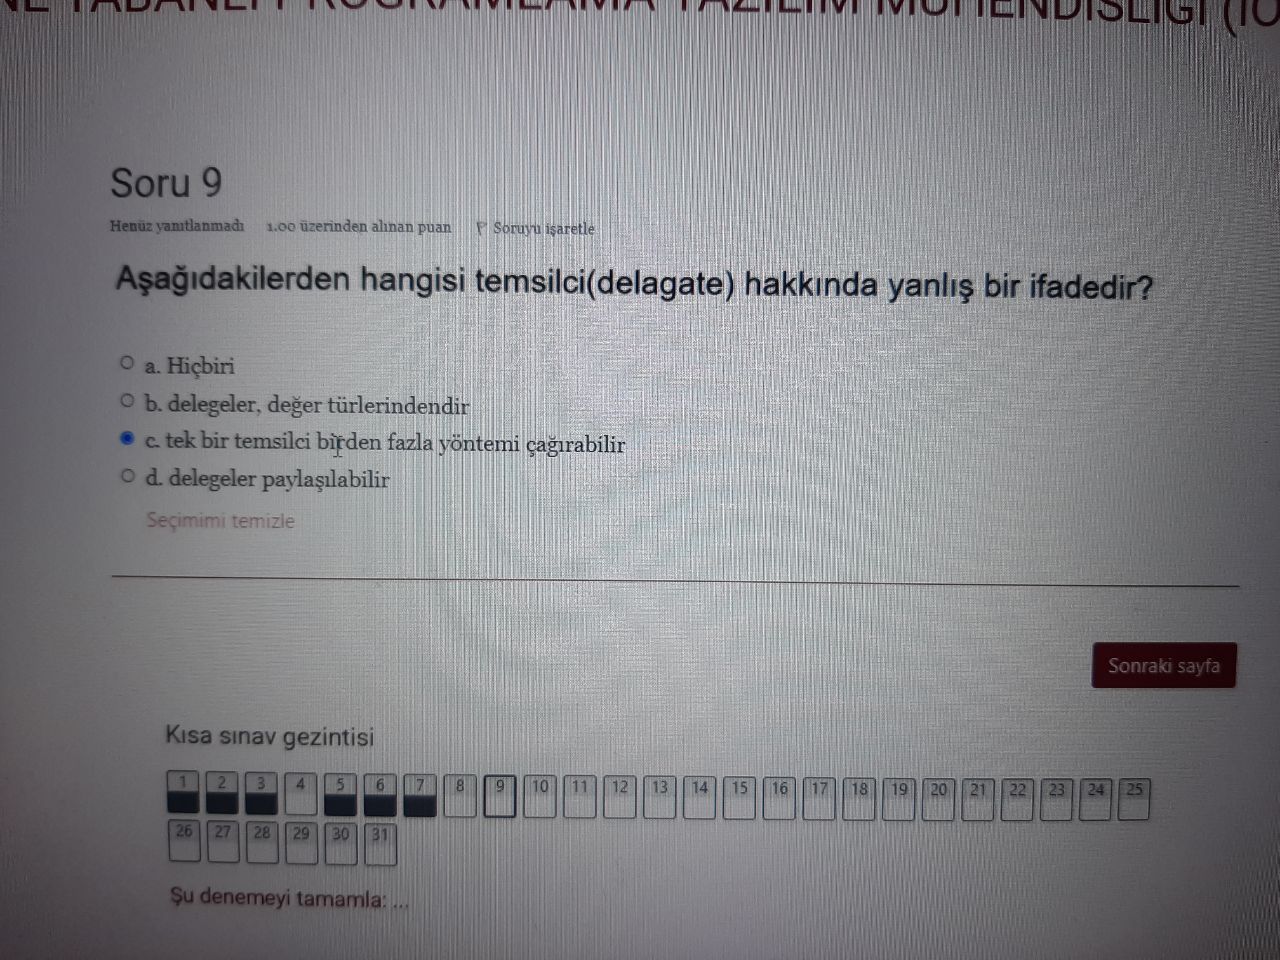 TABANLI PROGRAMLAMA YAZILIM MÜHENDİSLİĞİ
Soru 9
Henüz yanıtlanmadı 1.00 üzerinden alınan puan Soruyu işaretle
Aşağıdakilerden hangisi temsilci(delagate) hakkında yanlış bir ifadedir?
a. Hiçbiri
b. delegeler, değer türlerindendir
c. tek bir temsilci birden fazla yöntemi çağırabilir
d. delegeler paylaşılabilir
Seçimimi temizle
Sonraki sayfa
Kısa sınav gezintisi
1 2 3 4 5 6 7 8 9 10 11 12 13 14 15 16 17 18 19 20 21 22 23 24 25
26 27 28 29 30 31
Şu denemeyi tamamla: ...